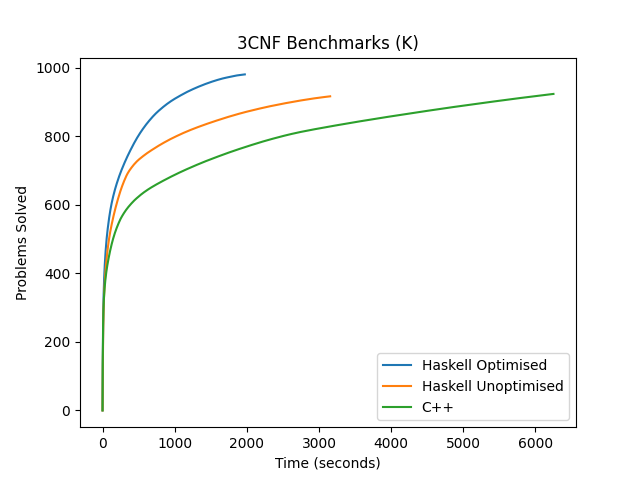 3CNF Benchmarks (K)
1000
800
600
400
200
0
Problems Solved
Haskell Optimised
Haskell Unoptimised
C++
0 1000 2000 3000 4000 5000 6000
Time (seconds)